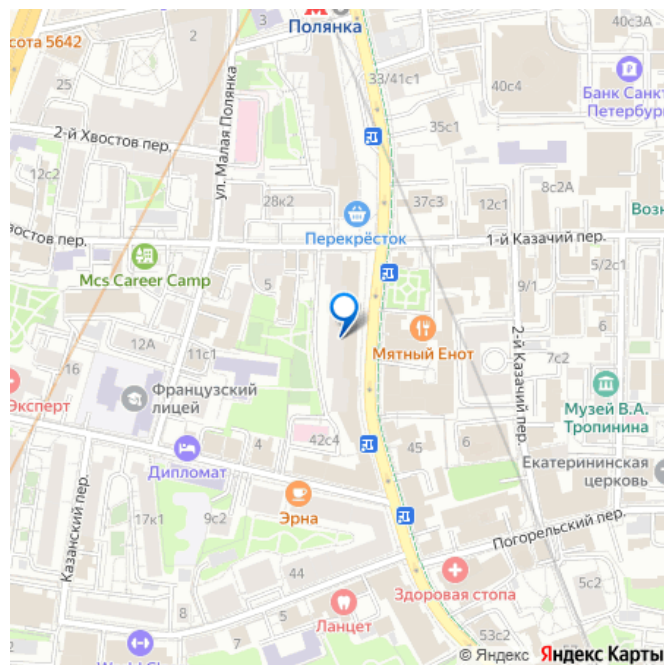 Полянка
сота 5642
3
3
2
40с3А
40с4
33/41с1
Банк Санкт-
Петербург
25
ул. Малая Полянка
2-й Хвостов пер.
35с1
12с2
28к2
37с3
12с1
8с2А
Возн
Хвостов пер.
Перекрёсток
1-й Казачий пер.
Mcs Career Camp
5
5/2с1
9/1
Мятный Енот
6
12А
11с1
7с2
16
2-й Казачий пер.
Эксперт
Французский
лицей
Музей В.А.
Тропинина
4
42с4
45
6
Дипломат
Екатерининская
церковь
Казанский пер.
17к1
9с2
Эрна
Погорельский пер.
44
Здоровая стопа
5с2
8
7
5
Ланцет
53с2
© Яндекс Яндекс Карты